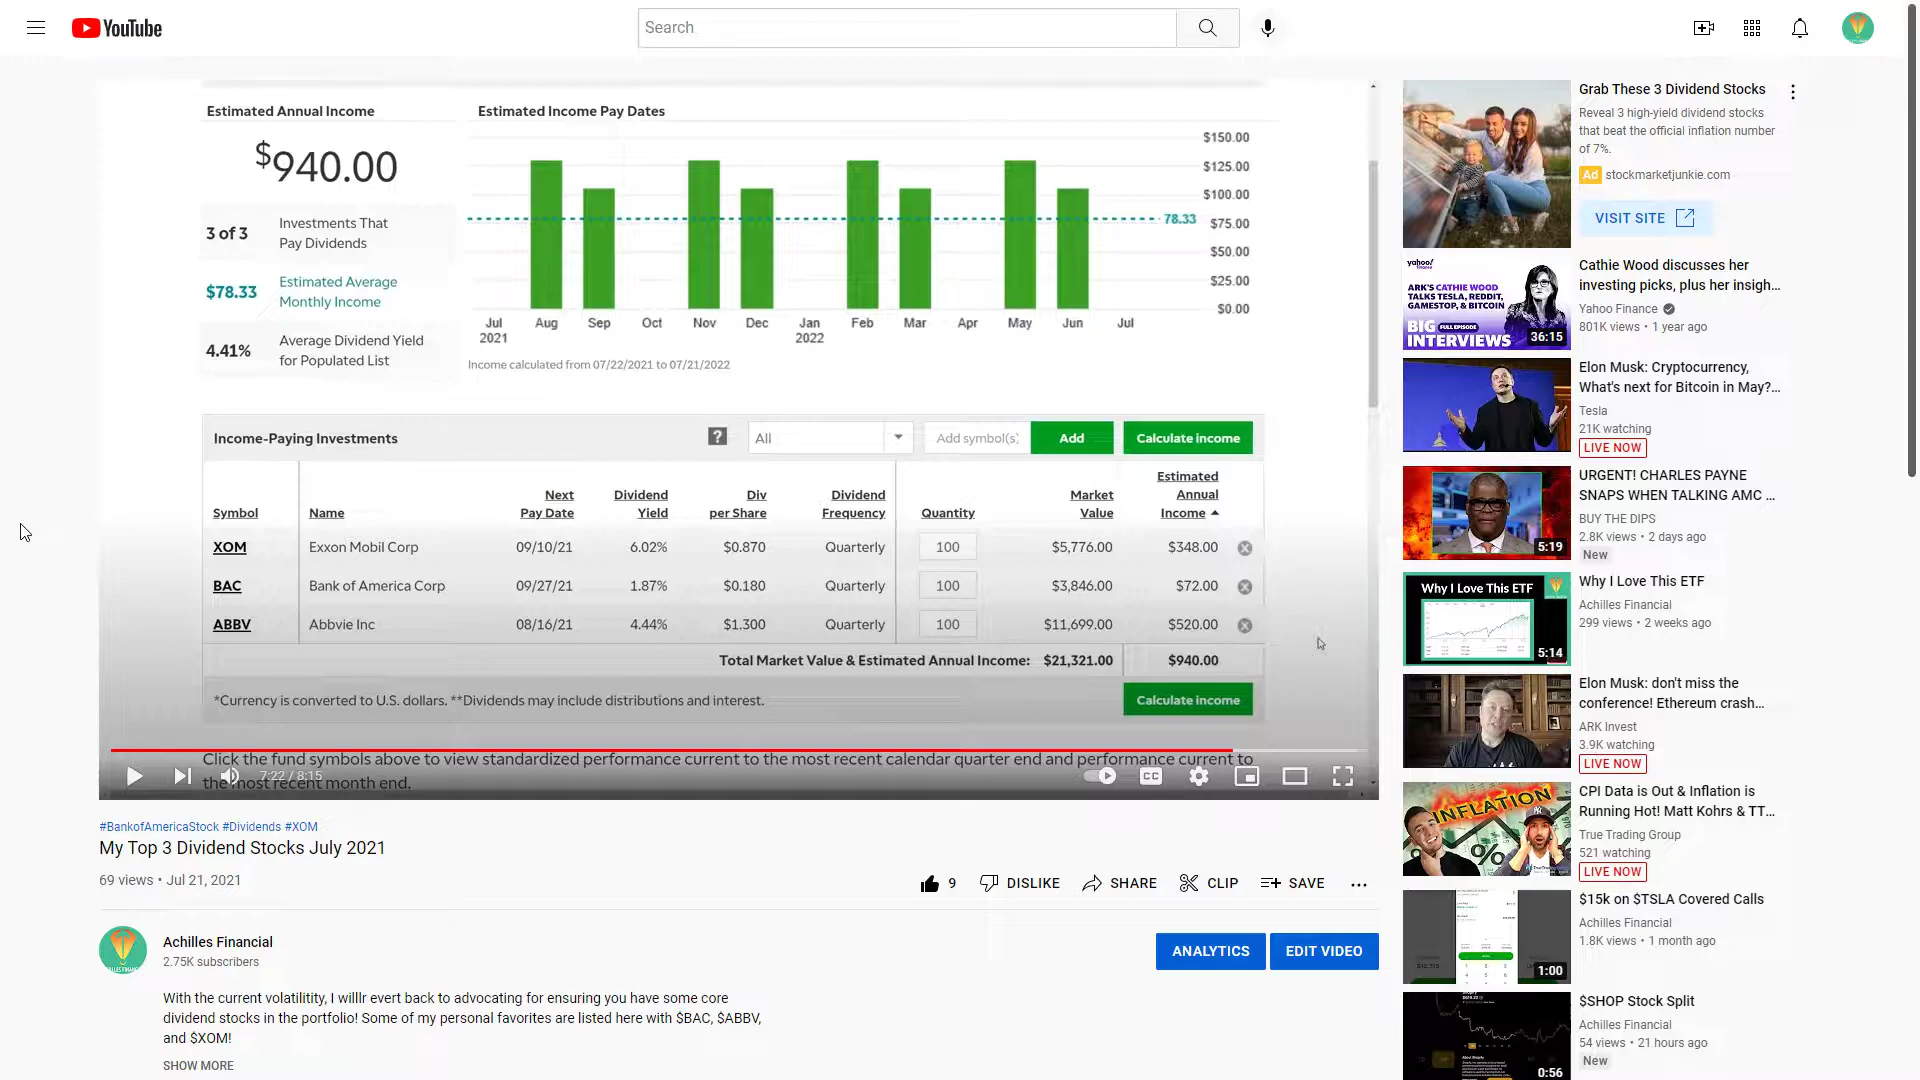 YouTube
Search
Estimated Annual Income
$940.00
3 of 3
Investments That
Pay Dividends
$78.33
Estimated Average
Monthly Income
4.41%
Average Dividend Yield
for Populated List
Estimated Income Pay Dates
$150.00
$125.00
$100.00
78.33
$75.00
$50.00
$25.00
$0.00
Jul Aug Sep Oct Nov Dec Jan Feb Mar Apr May Jun Jul
2021 2022
Income calculated from 07/22/2021 to 07/21/2022
Income-Paying Investments
?
All
Add symbol(s)
Add
Calculate income
Symbol Name Next Pay Date Dividend Yield Div per Share Dividend Frequency Quantity Market Value Estimated Annual Income
XOM Exxon Mobil Corp 09/10/21 6.02% $0.870 Quarterly 100 $5,776.00 $348.00
BAC Bank of America Corp 09/27/21 1.87% $0.180 Quarterly 100 $3,846.00 $72.00
ABBV Abbvie Inc 08/16/21 4.44% $1.300 Quarterly 100 $11,699.00 $520.00
Total Market Value & Estimated Annual Income: $21,321.00 $940.00
*Currency is converted to U.S. dollars. **Dividends may include distributions and interest.
Calculate income
Click the fund symbols above to view standardized performance current to the most recent calendar quarter end and performance current to
the most recent month end.
7:22 / 8:15
CC
#BankofAmericaStock #Dividends #XOM
My Top 3 Dividend Stocks July 2021
69 views • Jul 21, 2021
9 DISLIKE SHARE CLIP SAVE
Achilles Financial
2.75K subscribers
ANALYTICS
EDIT VIDEO
With the current volatilitity, I willlr evert back to advocating for ensuring you have some core
dividend stocks in the portfolio! Some of my personal favorites are listed here with $BAC, $ABBV,
and $XOM!
SHOW MORE
Grab These 3 Dividend Stocks
Reveal 3 high-yield dividend stocks
that beat the official inflation number
of 7%.
Ad stockmarketjunkie.com
VISIT SITE
yahoo!
finance
ARK'S CATHIE WOOD
TALKS TESLA, REDDIT,
GAMESTOP, & BITCOIN
BIG FULL EPISODE
INTERVIEWS
36:15
Cathie Wood discusses her
investing picks, plus her insigh...
Yahoo Finance
801K views • 1 year ago
Elon Musk: Cryptocurrency,
What's next for Bitcoin in May?...
Tesla
21K watching
LIVE NOW
5:19
URGENT! CHARLES PAYNE
SNAPS WHEN TALKING AMC ...
BUY THE DIPS
2.8K views • 2 days ago
New
Why I Love This ETF
5:14
Why I Love This ETF
Achilles Financial
299 views • 2 weeks ago
Elon Musk: don't miss the
conference! Ethereum crash...
ARK Invest
3.9K watching
LIVE NOW
INFLATION
%
CPI Data is Out & Inflation is
Running Hot! Matt Kohrs & TT...
True Trading Group
521 watching
LIVE NOW
1:00
$15k on $TSLA Covered Calls
Achilles Financial
1.8K views • 1 month ago
0:56
$SHOP Stock Split
Achilles Financial
54 views • 21 hours ago
New